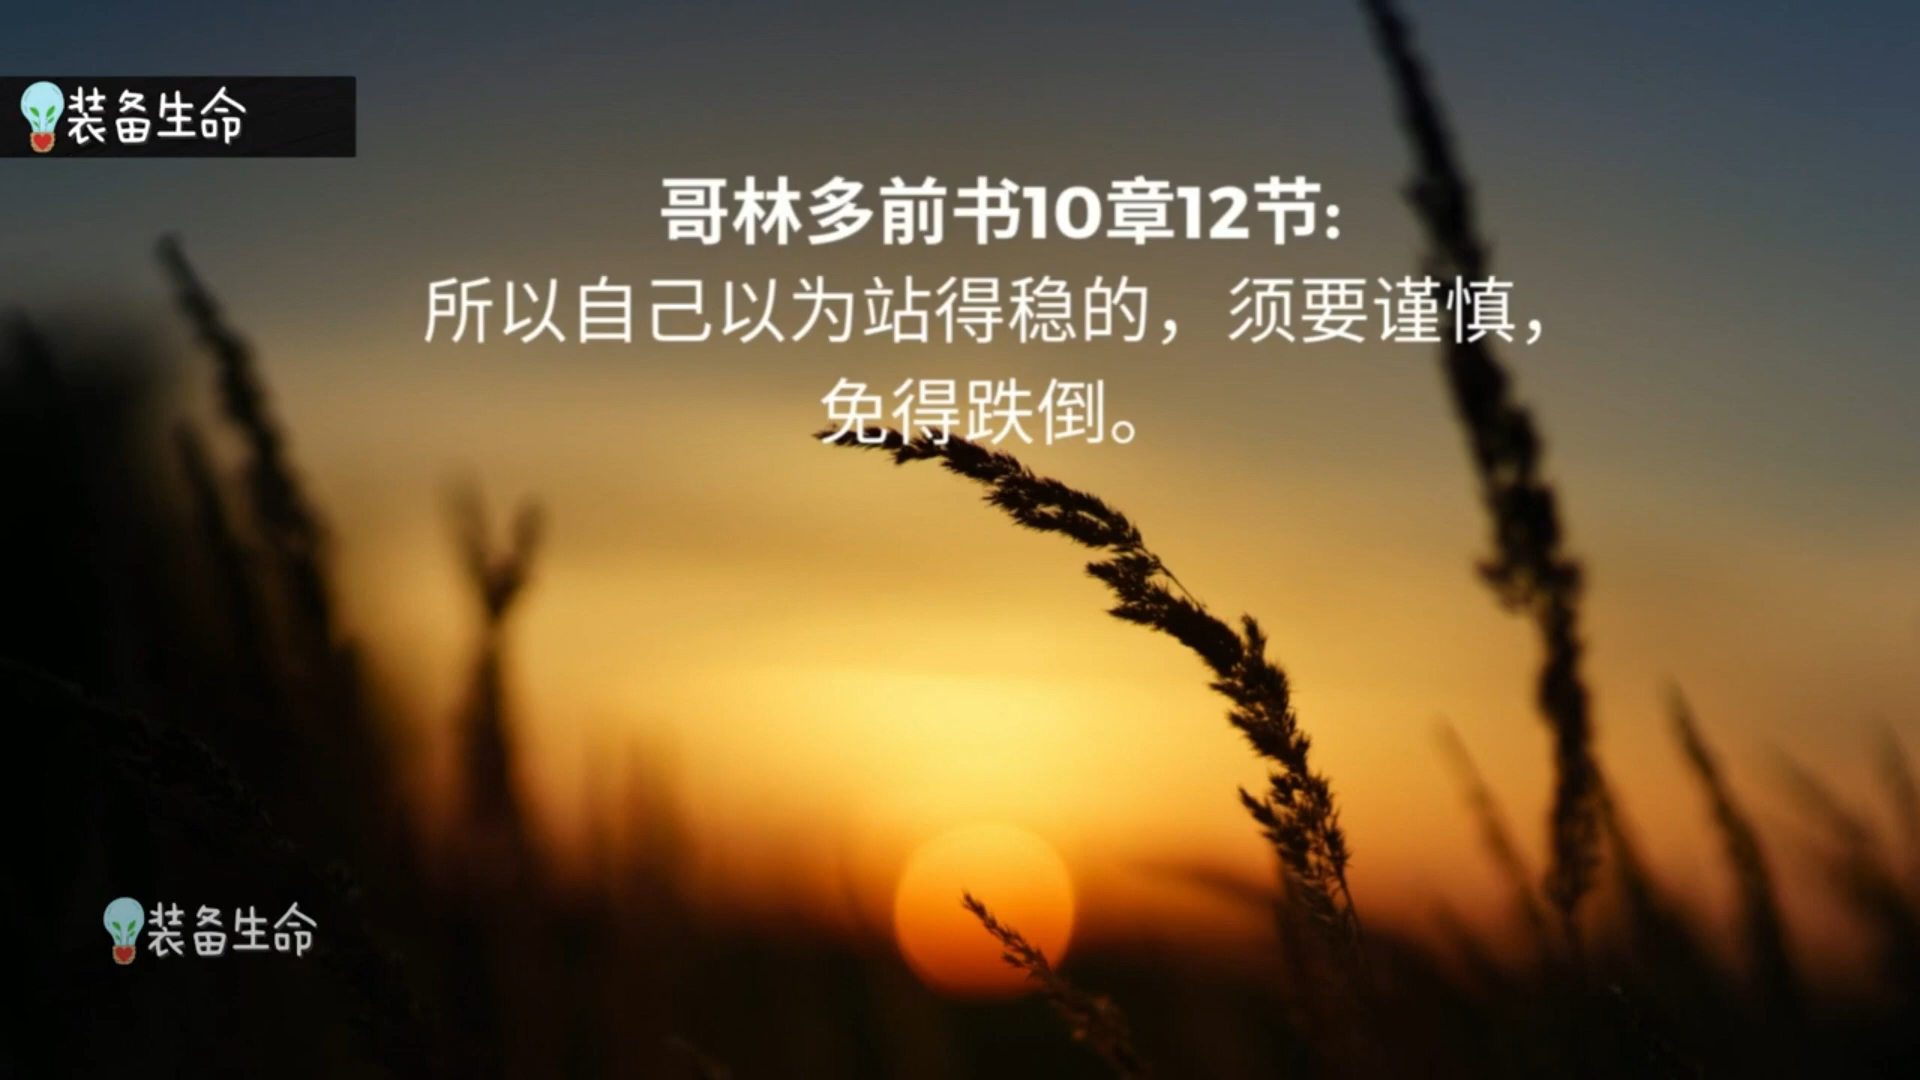 装备生命
哥林多前书10章12节:
所以自己以为站得稳的，须要谨慎，
免得跌倒。
装备生命